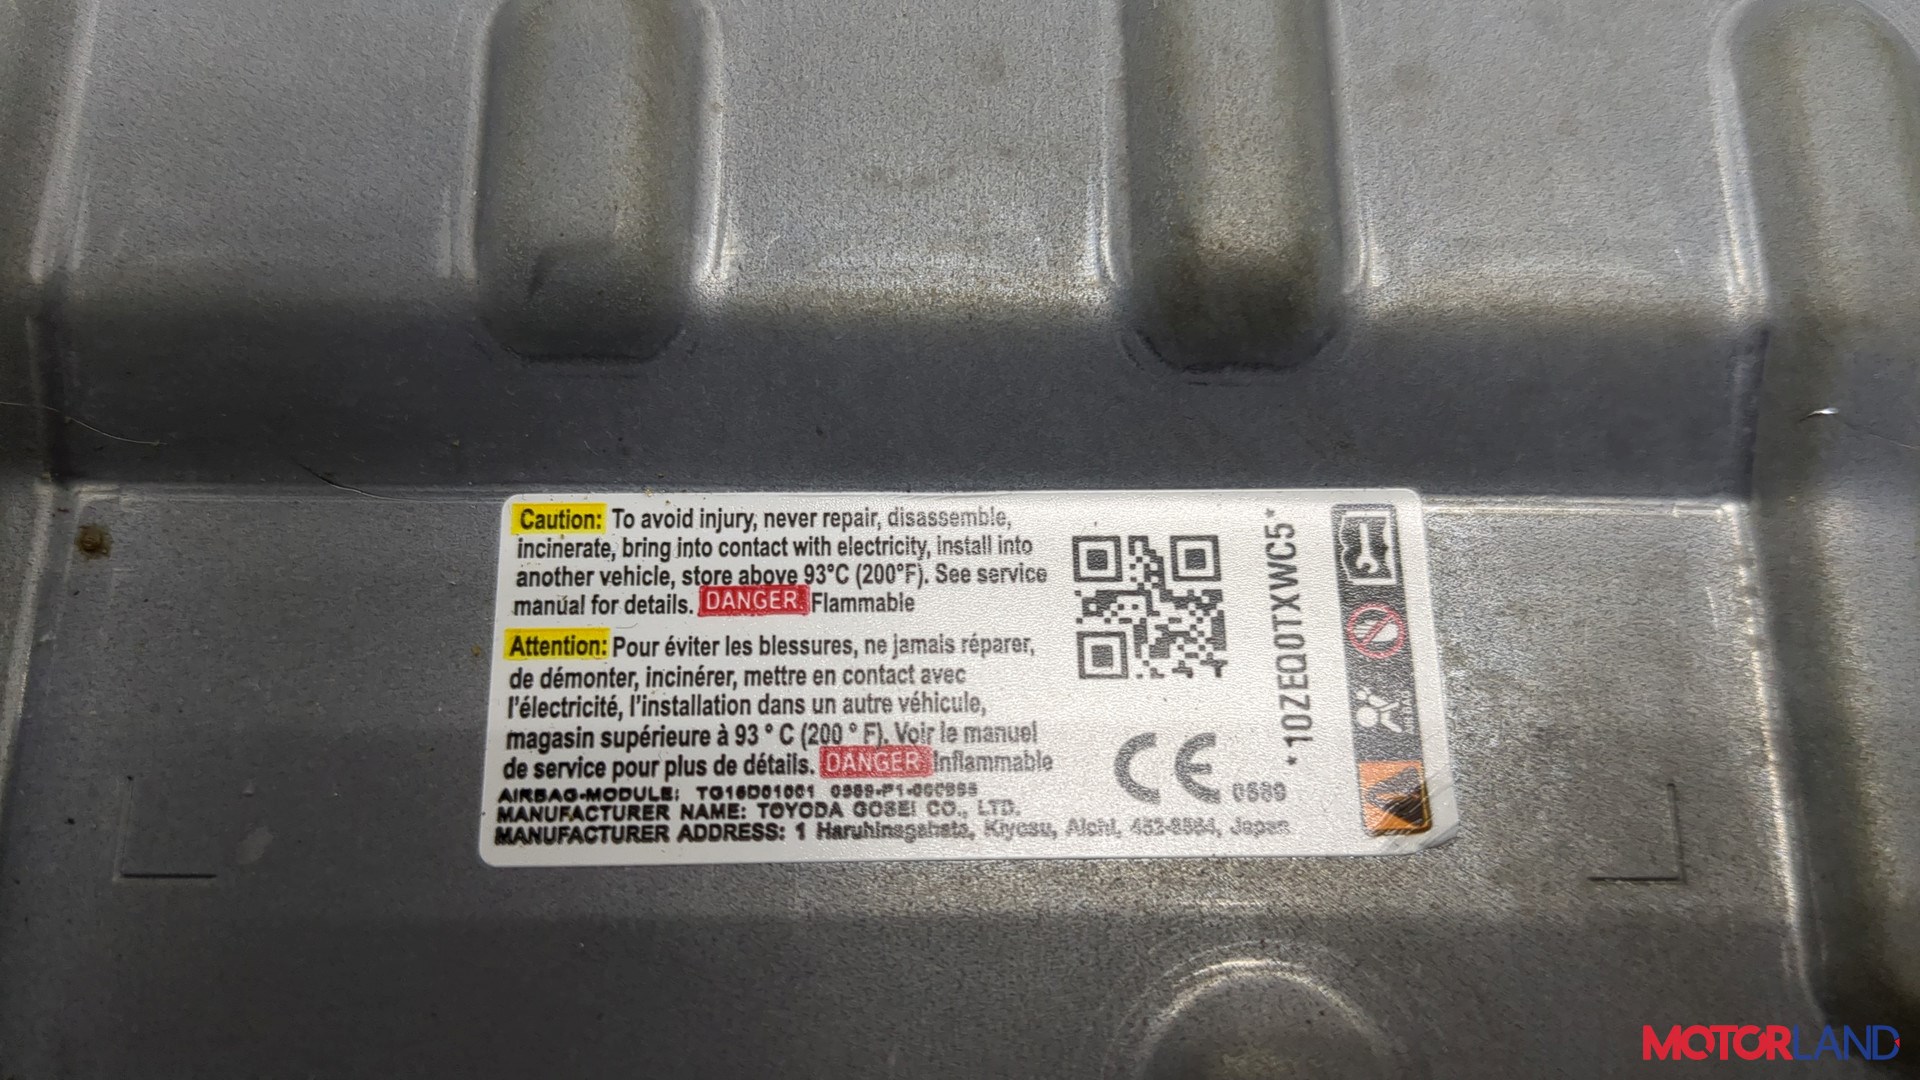 Caution: To avoid injury, never repair, disassemble,
incinerate, bring into contact with electricity, install into
another vehicle, store above 93°C (200°F). See service
manual for details. DANGER: Flammable
Attention: Pour éviter les blessures, ne jamais réparer,
de démonter, incinérer, mettre en contact avec
l'électricité, l'installation dans un autre véhicule,
magasin supérieure à 93 ° C (200 ° F). Voir le manuel
de service pour plus de détails. DANGER: Inflammable
AIRBAG-MODULE:
MANUFACTURER NAME: TOYODA GOSEI CO., LTD.
MANUFACTURER ADDRESS: 1 Haruhinagahata, Kiyosu, Aichi, 452-8564, Japan
CE 0589
*10ZEQ0TXWC5*
AIRBAG
MOTORLAND